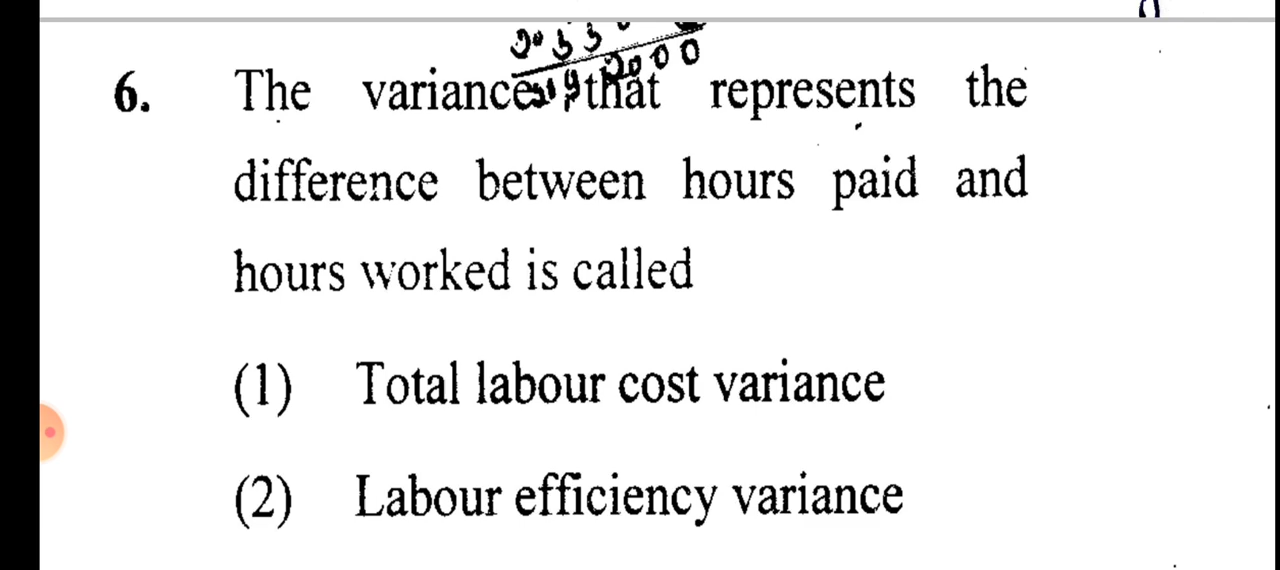 6. The variance that represents the
difference between hours paid and
hours worked is called
(1) Total labour cost variance
(2) Labour efficiency variance